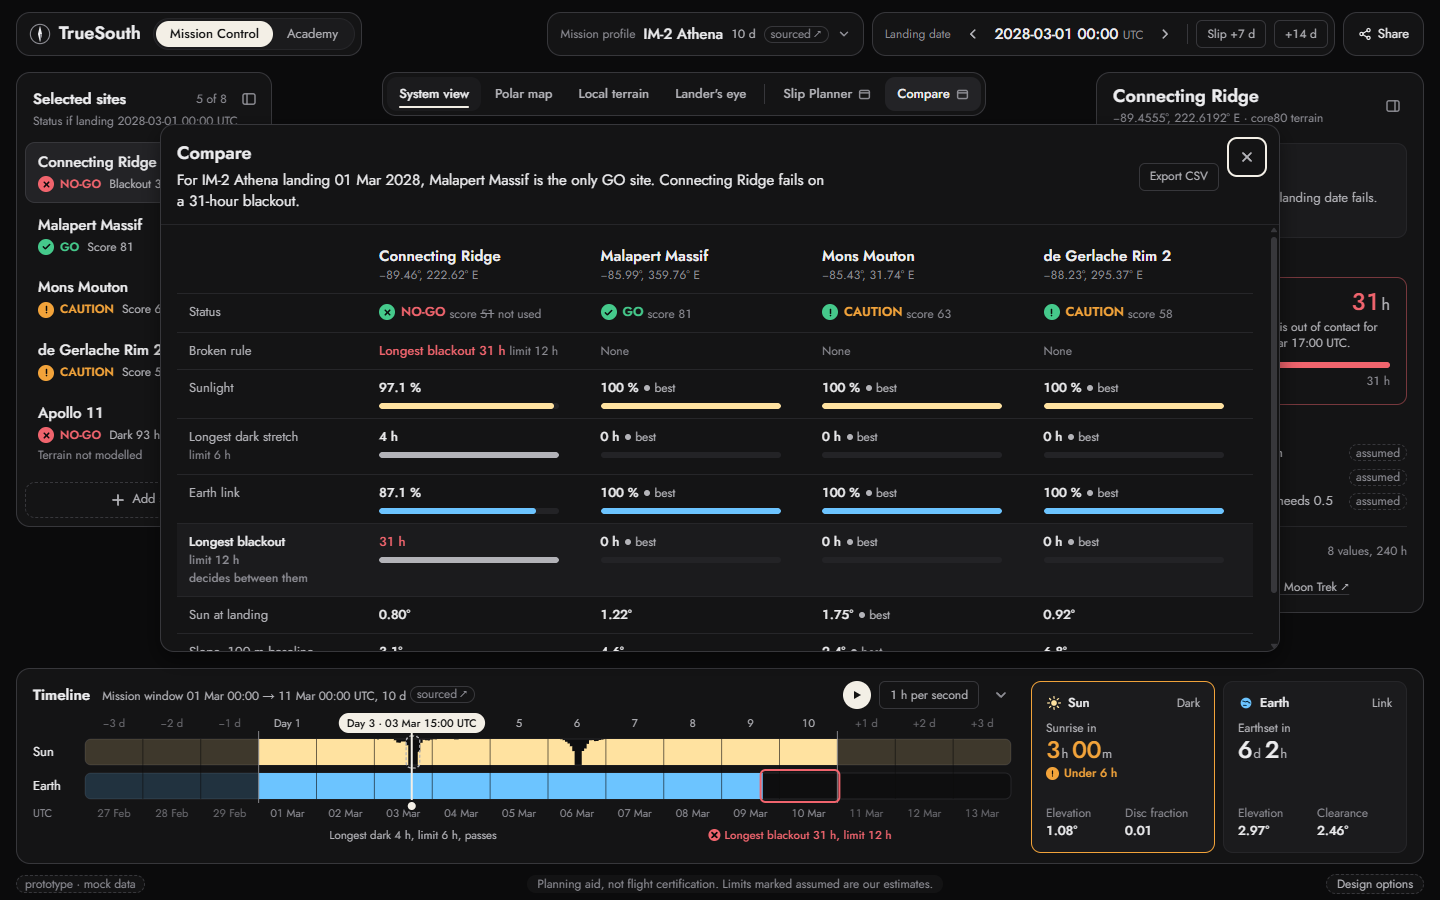 TrueSouth
Mission Control
Academy
Mission profile IM-2 Athena 10 d sourced ↗
Landing date 2028-03-01 00:00 UTC
Slip +7 d
+14 d
Share
Selected sites 5 of 8
Status if landing 2028-03-01 00:00 UTC
System view
Polar map
Local terrain
Lander's eye
Slip Planner
Compare
Connecting Ridge
−89.4555°, 222.6192° E · core80 terrain
Connecting Ridge
NO-GO Blackout 3
Malapert Massif
GO Score 81
Mons Mouton
CAUTION Score 6
de Gerlache Rim 2
CAUTION Score 5
Apollo 11
NO-GO Dark 93 h
Terrain not modelled
+ Add
Compare
For IM-2 Athena landing 01 Mar 2028, Malapert Massif is the only GO site. Connecting Ridge fails on
a 31-hour blackout.
Export CSV
Connecting Ridge Malapert Massif Mons Mouton de Gerlache Rim 2
−89.46°, 222.62° E −85.99°, 359.76° E −85.43°, 31.74° E −88.23°, 295.37° E
Status NO-GO score 51 not used GO score 81 CAUTION score 63 CAUTION score 58
Broken rule Longest blackout 31 h limit 12 h None None None
Sunlight 97.1 % 100 % best 100 % best 100 % best
Longest dark stretch 4 h 0 h best 0 h best 0 h best
limit 6 h
Earth link 87.1 % 100 % best 100 % best 100 % best
Longest blackout 31 h 0 h best 0 h best 0 h best
limit 12 h
decides between them
Sun at landing 0.80° 1.22° 1.75° best 0.92°
landing date fails.
31 h
is out of contact for
17:00 UTC.
31 h
assumed
assumed
needs 0.5 assumed
8 values, 240 h
Moon Trek ↗
Timeline Mission window 01 Mar 00:00 → 11 Mar 00:00 UTC, 10 d sourced ↗
1 h per second
−3 d −2 d −1 d Day 1 Day 3 · 03 Mar 15:00 UTC 5 6 7 8 9 10 +1 d +2 d +3 d
Sun
Earth
UTC 27 Feb 28 Feb 29 Feb 01 Mar 02 Mar 03 Mar 04 Mar 05 Mar 06 Mar 07 Mar 08 Mar 09 Mar 10 Mar 11 Mar 12 Mar 13 Mar
Longest dark 4 h, limit 6 h, passes
Longest blackout 31 h, limit 12 h
Sun Dark
Sunrise in
3 h 00 m
Under 6 h
Elevation Disc fraction
1.08° 0.01
Earth Link
Earthset in
6 d 2 h
Elevation Clearance
2.97° 2.46°
prototype · mock data
Planning aid, not flight certification. Limits marked assumed are our estimates.
Design options